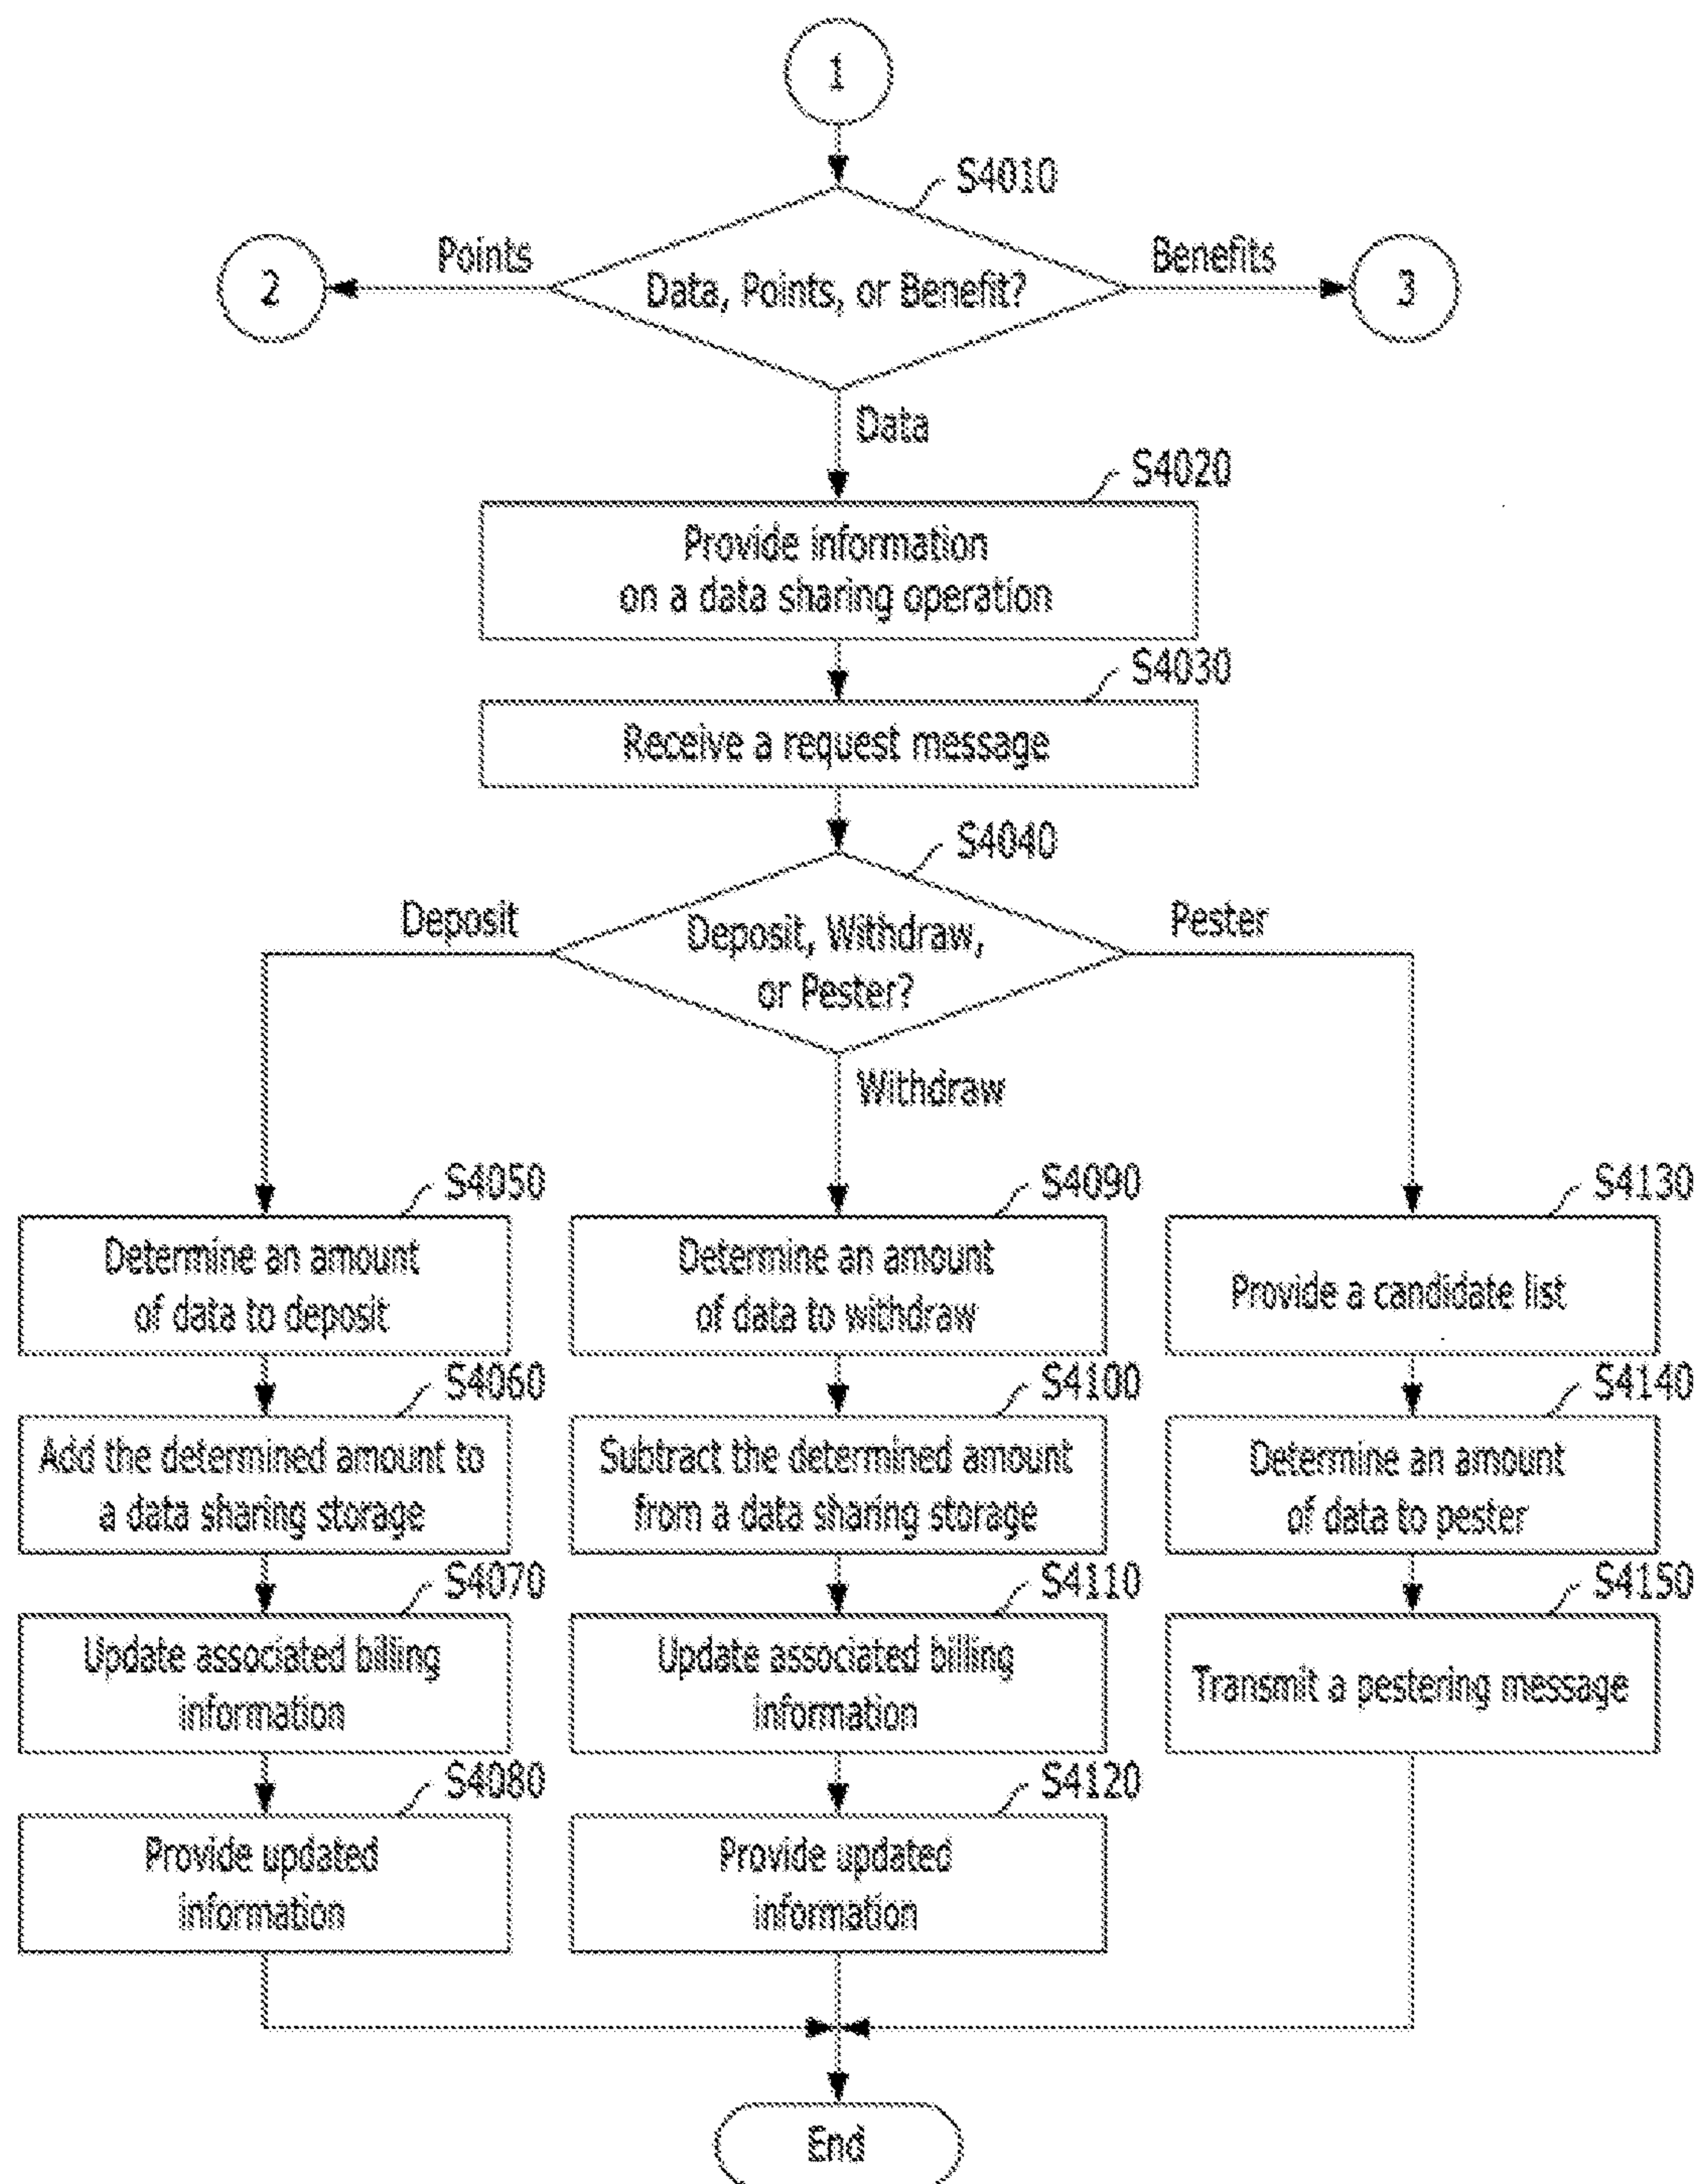 1
S4010
Points
Benefits
2
Data, Points, or Benefit?
3
Data
S4020
Provide information
on a data sharing operation
S4030
Receive a request message
S4040
Deposit
Pester
Deposit, Withdraw,
or Pester?
Withdraw
S4050
Determine an amount
of data to deposit
S4060
Add the determined amount to
a data sharing storage
S4070
Update associated billing
information
S4080
Provide updated
information
S4090
Determine an amount
of data to withdraw
S4100
Subtract the determined amount
from a data sharing storage
S4110
Update associated billing
information
S4120
Provide updated
information
S4130
Provide a candidate list
S4140
Determine an amount
of data to pester
S4150
Transmit a pestering message
End